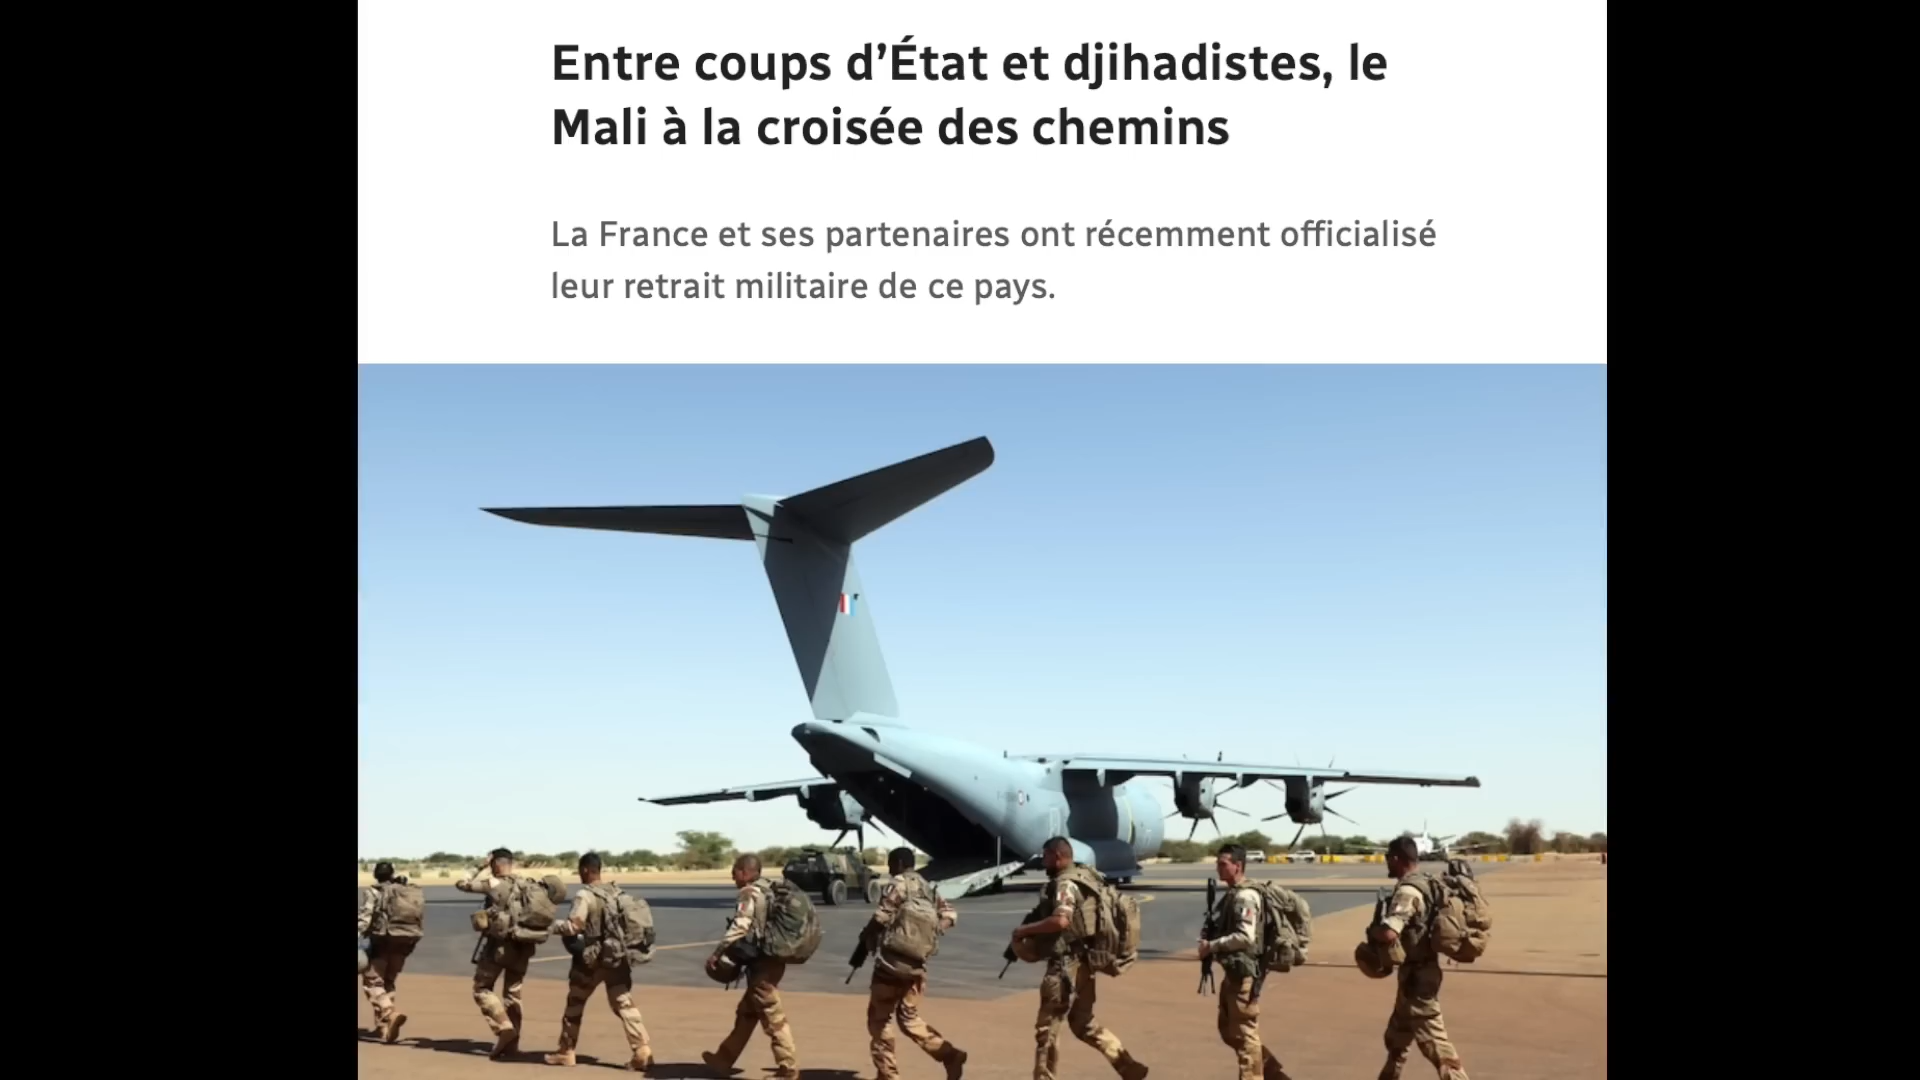 Entre coups d’État et djihadistes, le
Mali à la croisée des chemins
La France et ses partenaires ont récemment officialisé
leur retrait militaire de ce pays.